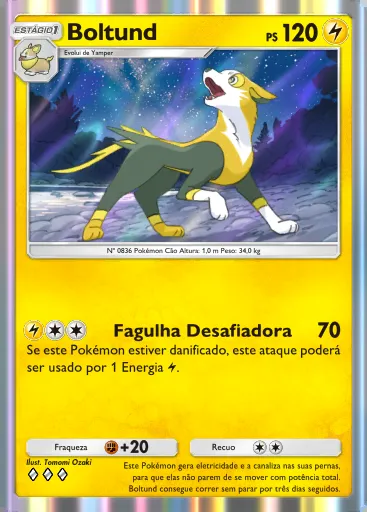 ESTÁGIO 1 Boltund PS 120
Evolui de Yamper
N° 0836 Pokémon Cão Altura: 1,0 m Peso: 34,0 kg
Fagulha Desafiadora 70
Se este Pokémon estiver danificado, este ataque poderá
ser usado por 1 Energia.
Fraqueza +20 Recuo
Ilust. Tomomi Ozaki
Este Pokémon gera eletricidade e a canaliza nas suas pernas,
para que elas não parem de se mover com potência total.
Boltund consegue correr sem parar por três dias seguidos.